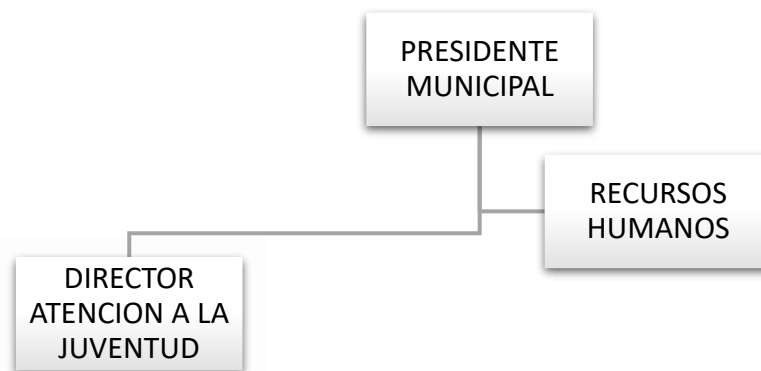 PRESIDENTE
MUNICIPAL
RECURSOS
HUMANOS
DIRECTOR
ATENCION A LA
JUVENTUD